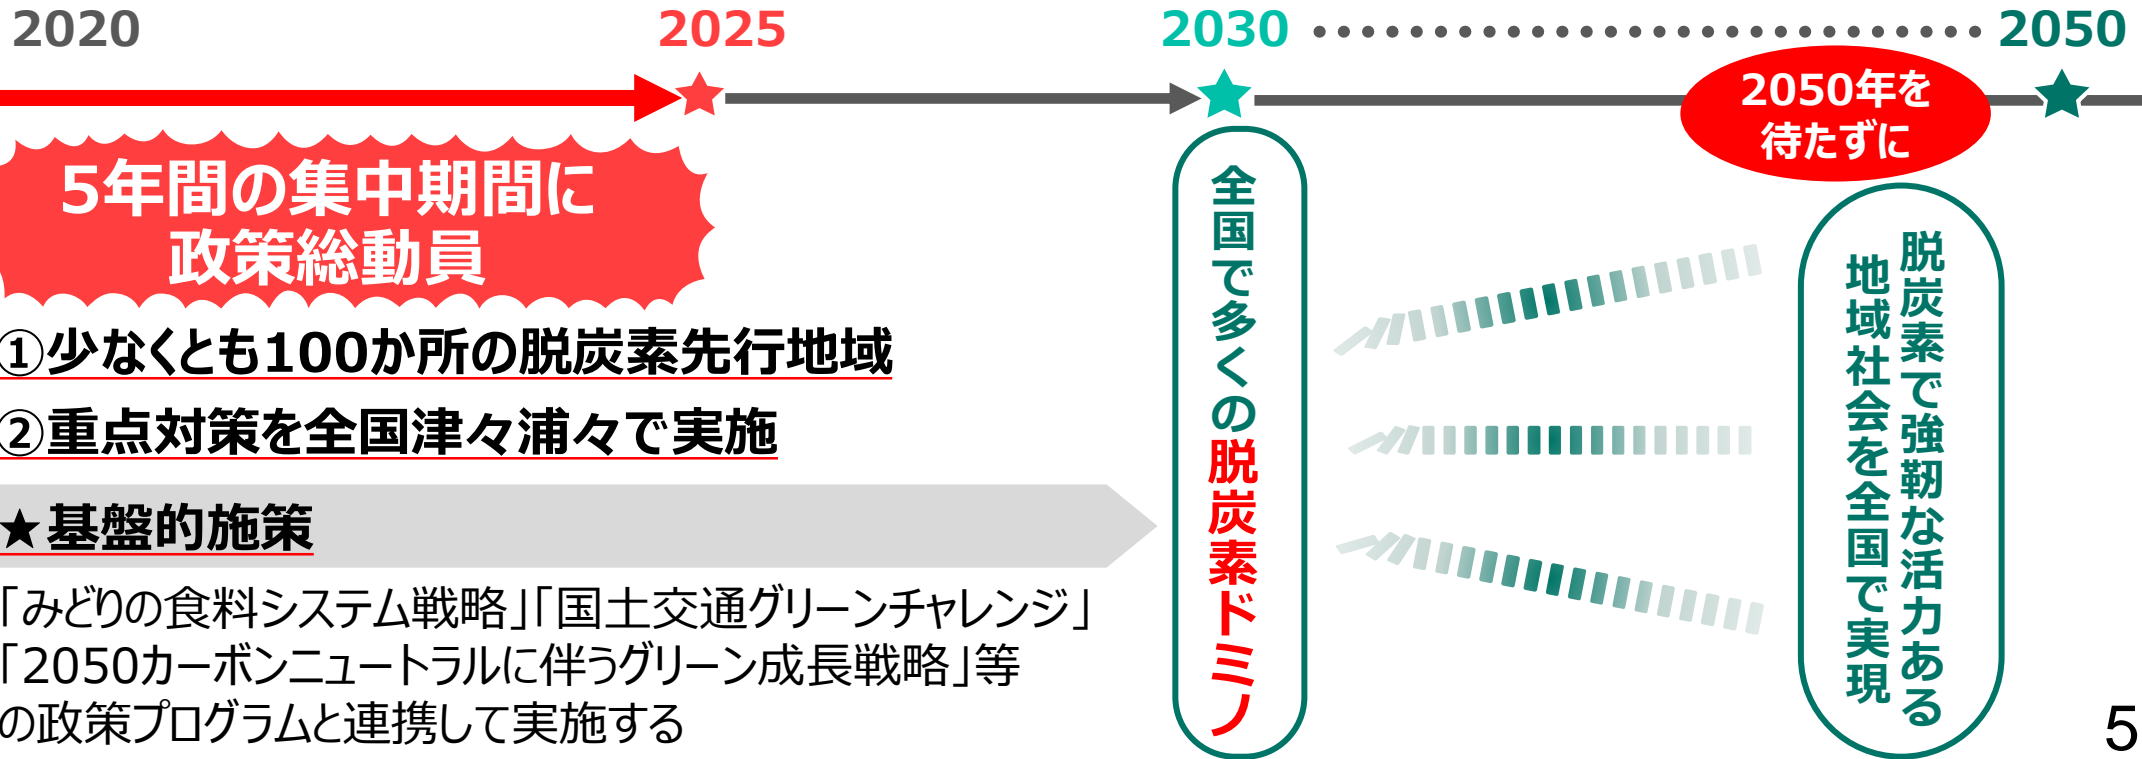 2020
2025
2030
2050
2050年を
待たずに
5年間の集中期間に
政策総動員
①少なくとも100か所の脱炭素先行地域
②重点対策を全国津々浦々で実施
★基盤的施策
「みどりの食料システム戦略」「国土交通グリーンチャレンジ」
「2050カーボンニュートラルに伴うグリーン成長戦略」等
の政策プログラムと連携して実施する
全国で多くの脱炭素ドミノ
脱炭素で強靭な活力ある
地域社会を全国で実現
5